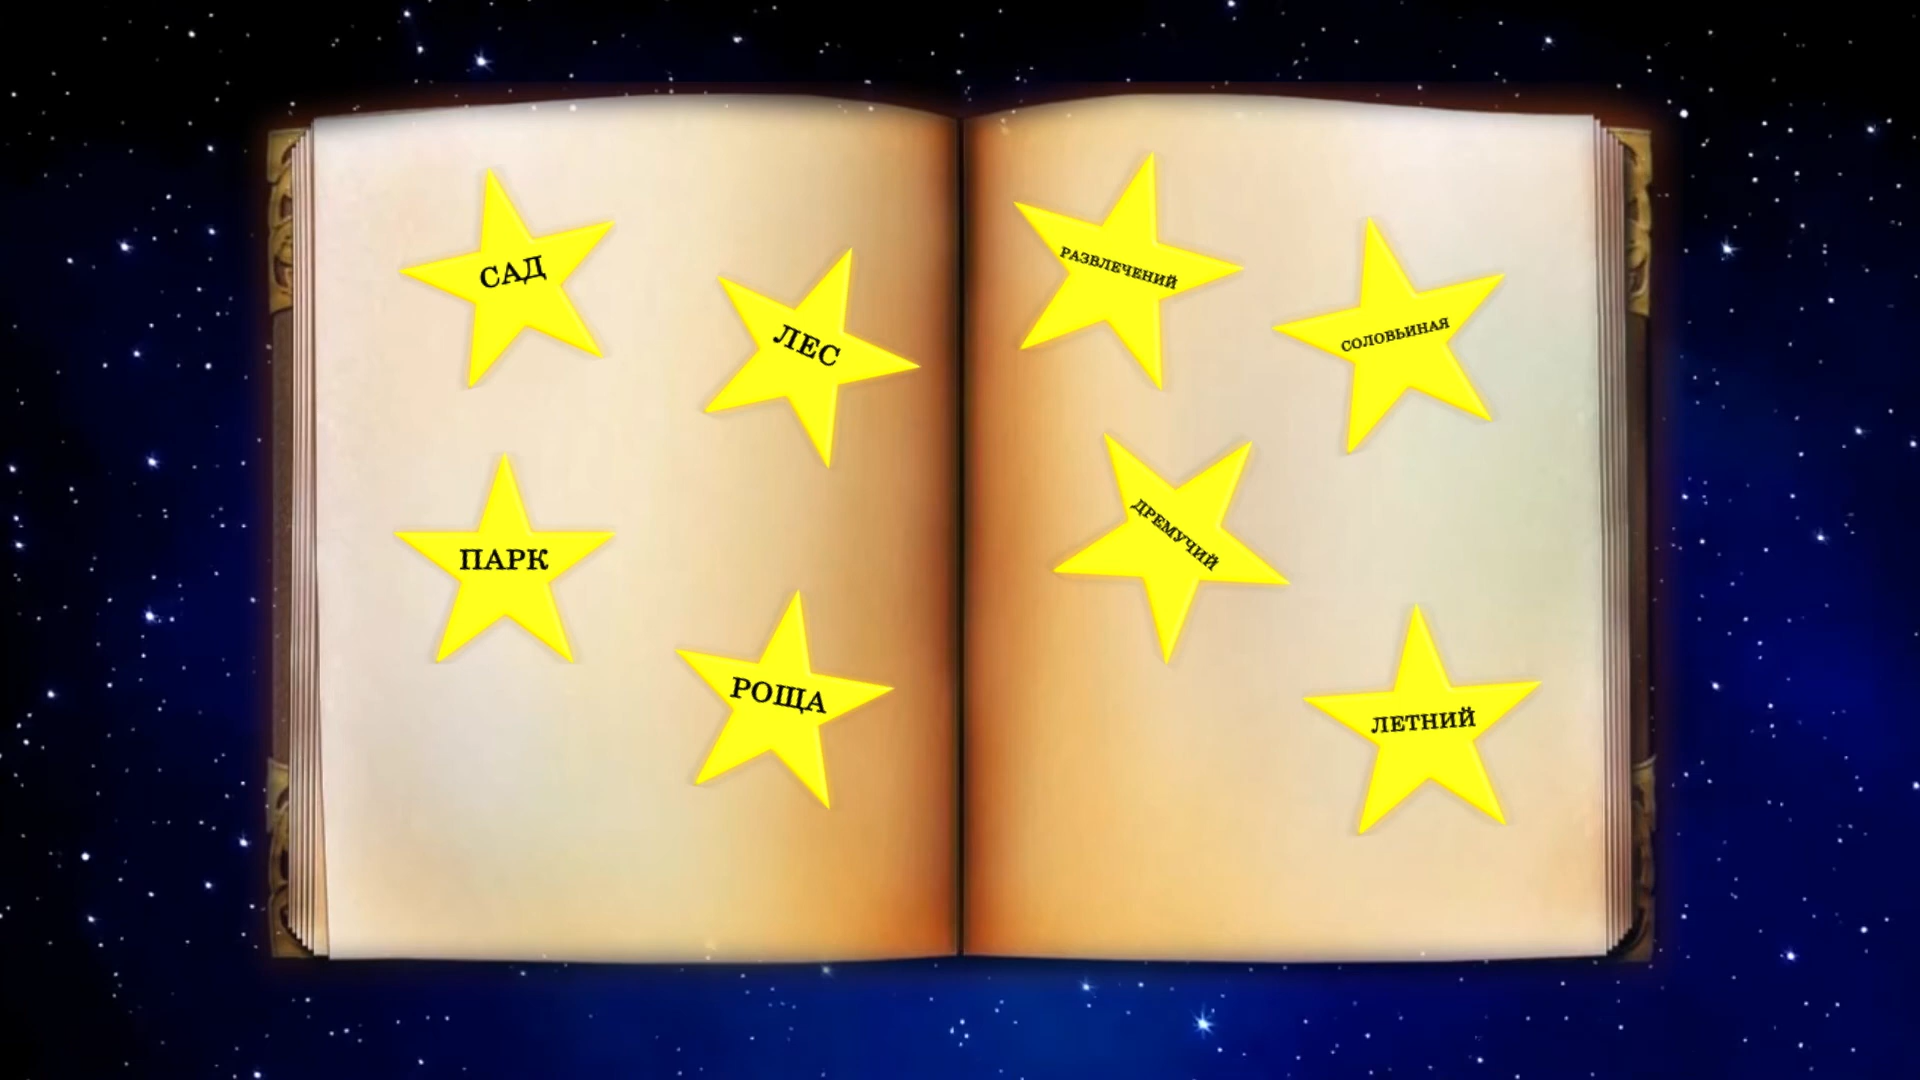 САД
ЛЕС
ПАРК
РОЩА
РАЗВЛЕЧЕНИЙ
СОЛОВЬИНАЯ
ДРЕМУЧИЙ
ЛЕТНИЙ